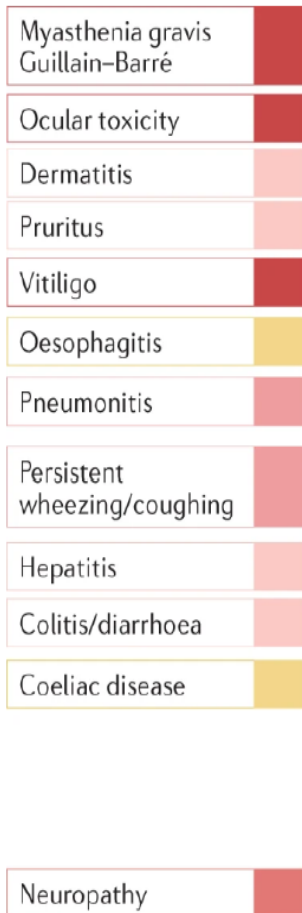 Myasthenia gravis
Guillain–Barré
Ocular toxicity
Dermatitis
Pruritus
Vitiligo
Oesophagitis
Pneumonitis
Persistent
wheezing/coughing
Hepatitis
Colitis/diarrhoea
Coeliac disease
Neuropathy